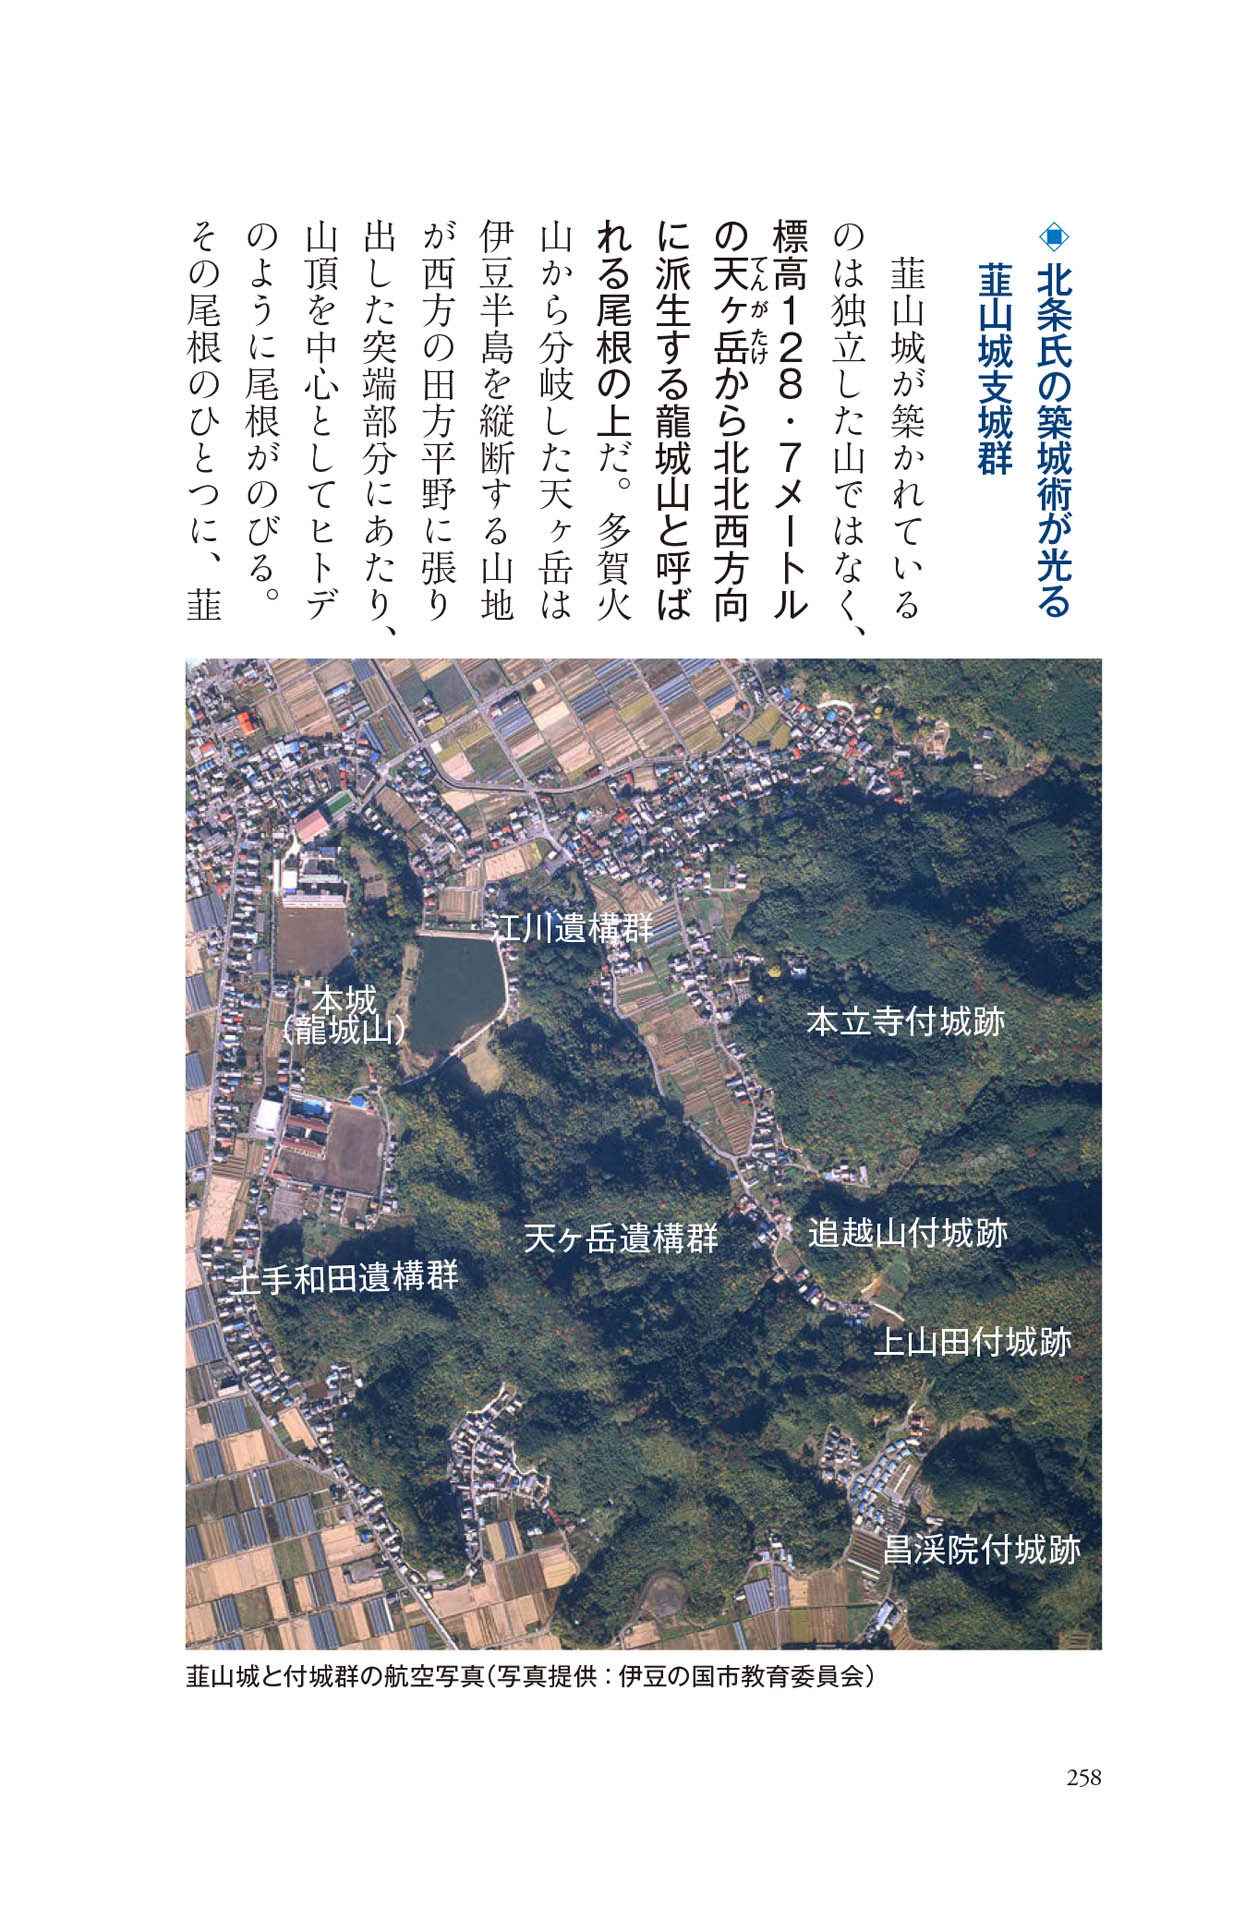 北条氏の築城術が光る
韮山城支城群
韮山城が築かれている
のは独立した山ではなく、
標高128・7メートル
の天ヶ岳から北北西方向
てんがたけ
に派生する龍城山と呼ば
れる尾根の上だ。多賀火
山から分岐した天ヶ岳は
伊豆半島を縦断する山地
が西方の田方平野に張り
出した突端部分にあたり、
山頂を中心としてヒトデ
のように尾根がのびる。
その尾根のひとつに、韮
江川遺構群
本城
（龍城山）
本立寺付城跡
天ヶ岳遺構群
追越山付城跡
土手和田遺構群
上山田付城跡
昌渓院付城跡
韮山城と付城群の航空写真（写真提供：伊豆の国市教育委員会）
258